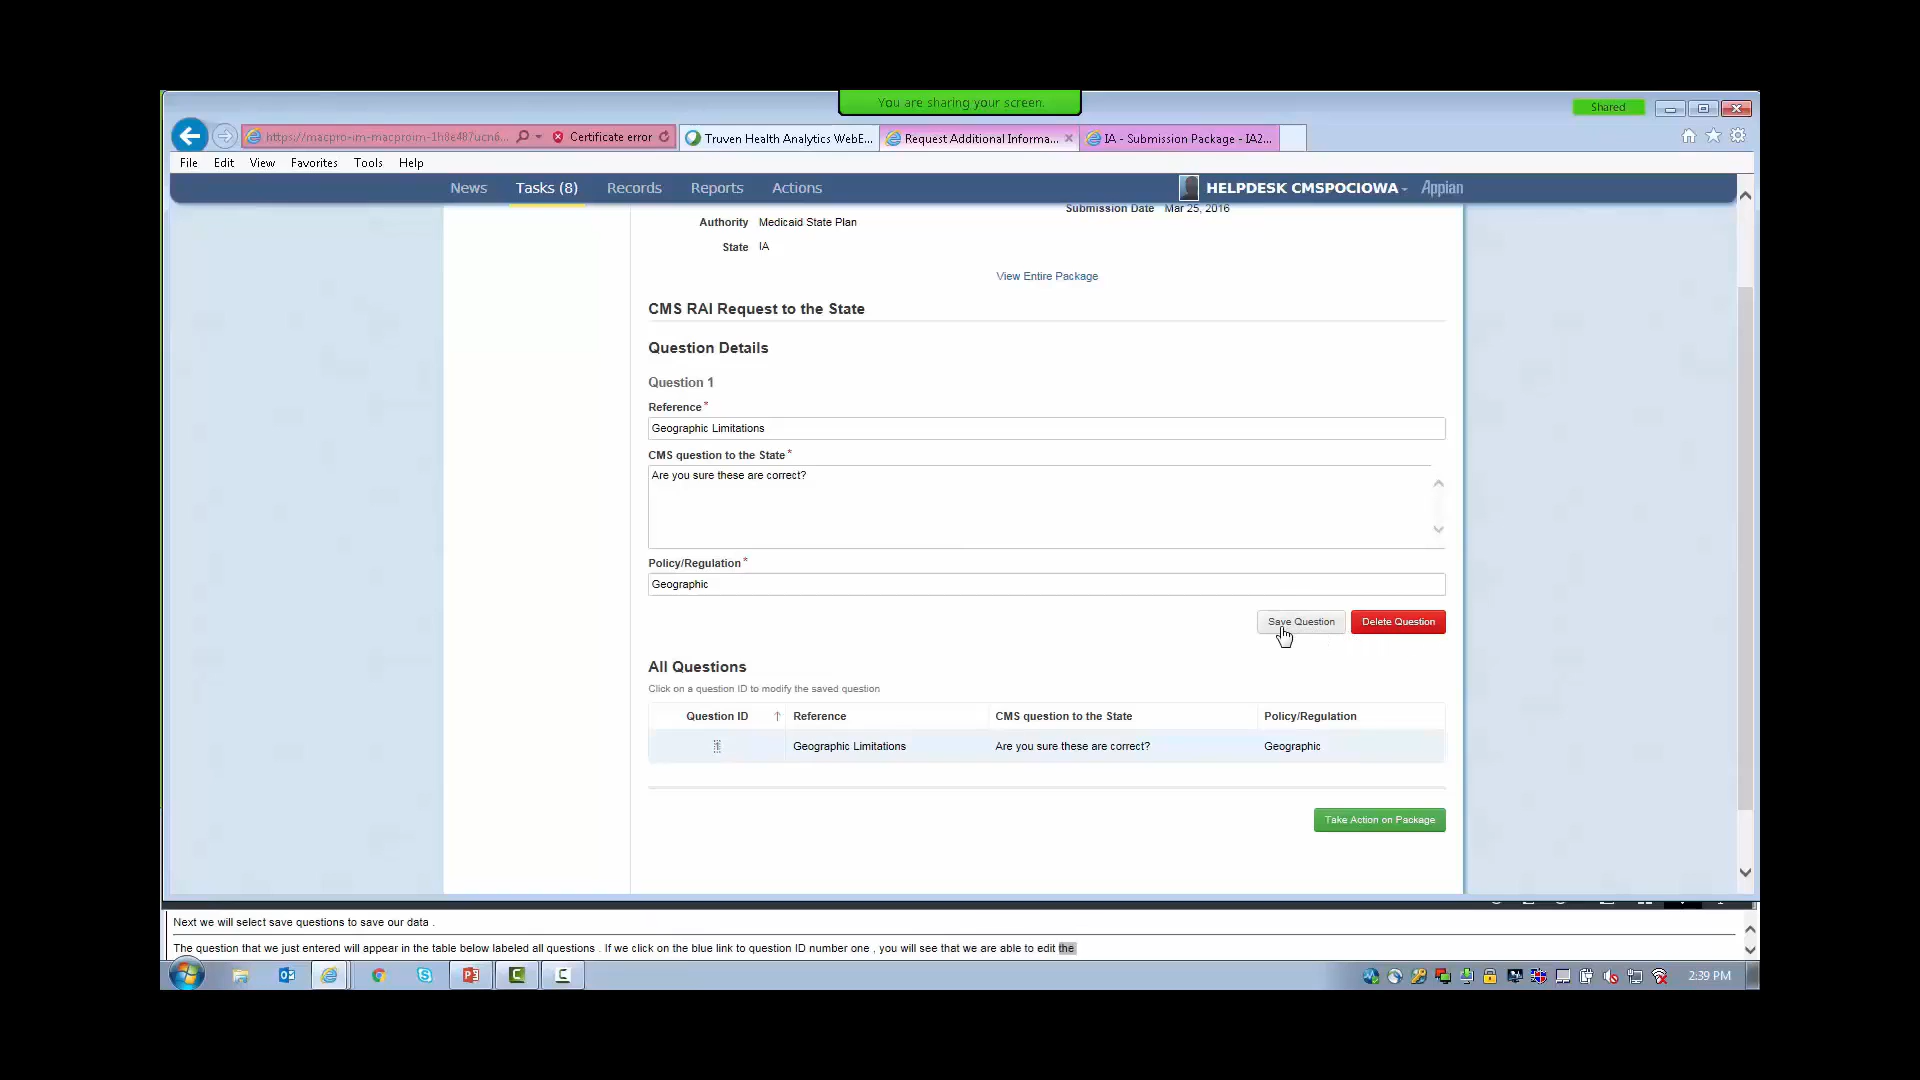 You are sharing your screen.
Shared
Certificate error
Truven Health Analytics WebE...
Request Additional Informa...
IA - Submission Package - IA2...
File Edit View Favorites Tools Help
News Tasks (8) Records Reports Actions HELPDESK CMSPOCIOWA Appian
Submission Date Mar 25, 2016
Authority Medicaid State Plan
State IA
View Entire Package
CMS RAI Request to the State
Question Details
Question 1
Reference *
Geographic Limitations
CMS question to the State *
Are you sure these are correct?
Policy/Regulation *
Geographic
Save Question Delete Question
All Questions
Click on a question ID to modify the saved question
Question ID ↑ Reference CMS question to the State Policy/Regulation
Geographic Limitations Are you sure these are correct? Geographic
Take Action on Package
Next we will select save questions to save our data .
The question that we just entered will appear in the table below labeled all questions . If we click on the blue link to question ID number one , you will see that we are able to edit the
2:39 PM